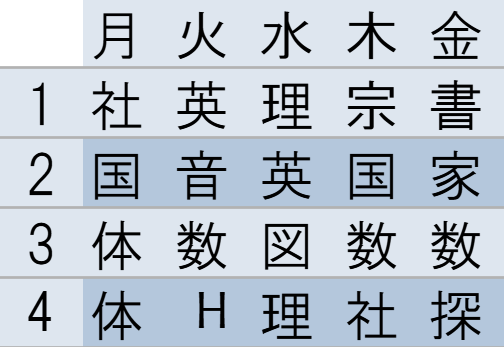 月 火 水 木 金
1 社 英 理 宗 書
2 国 音 英 国 家
3 体 数 図 数 数
4 体 H 理 社 探